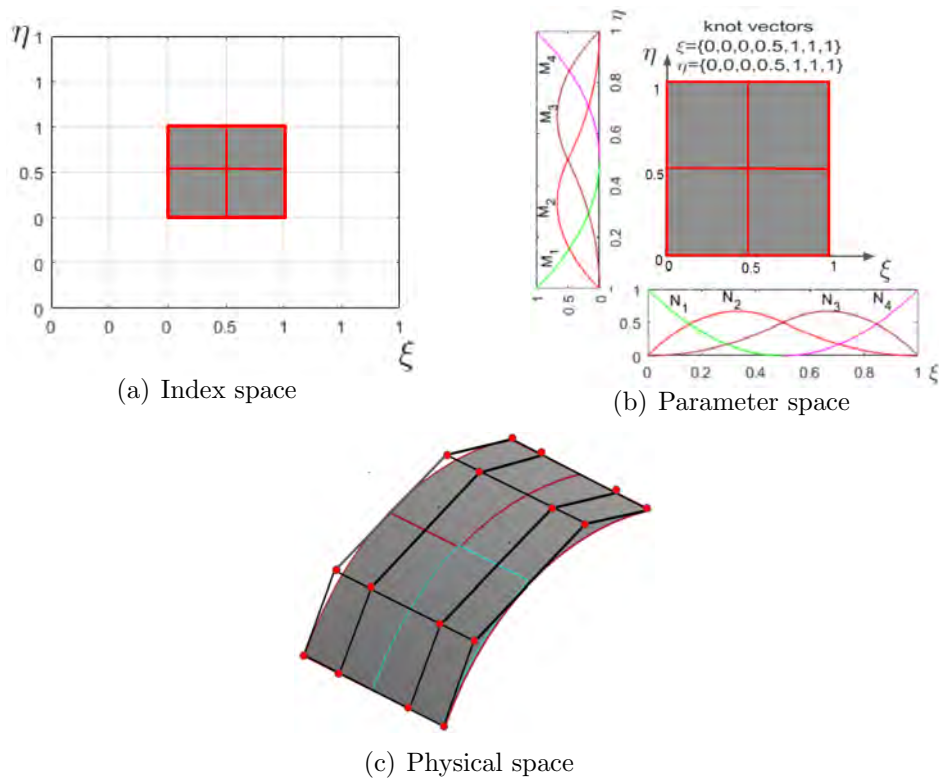 η 1
1
1
0.5
0
0
0
0 0 0 0.5 1 1 1
ξ
(a) Index space
η
M₄
M₃
M₂
M₁
0 0.2 0.4 0.6 0.8 1
1 0.5 0
knot vectors
ξ={0,0,0,0.5,1,1,1}
η={0,0,0,0.5,1,1,1}
η
1
0.5
0
0 0.5 1 ξ
1
0.5
0
N₁ N₂ N₃ N₄
0 0.2 0.4 0.6 0.8 1 ξ
(b) Parameter space
(c) Physical space